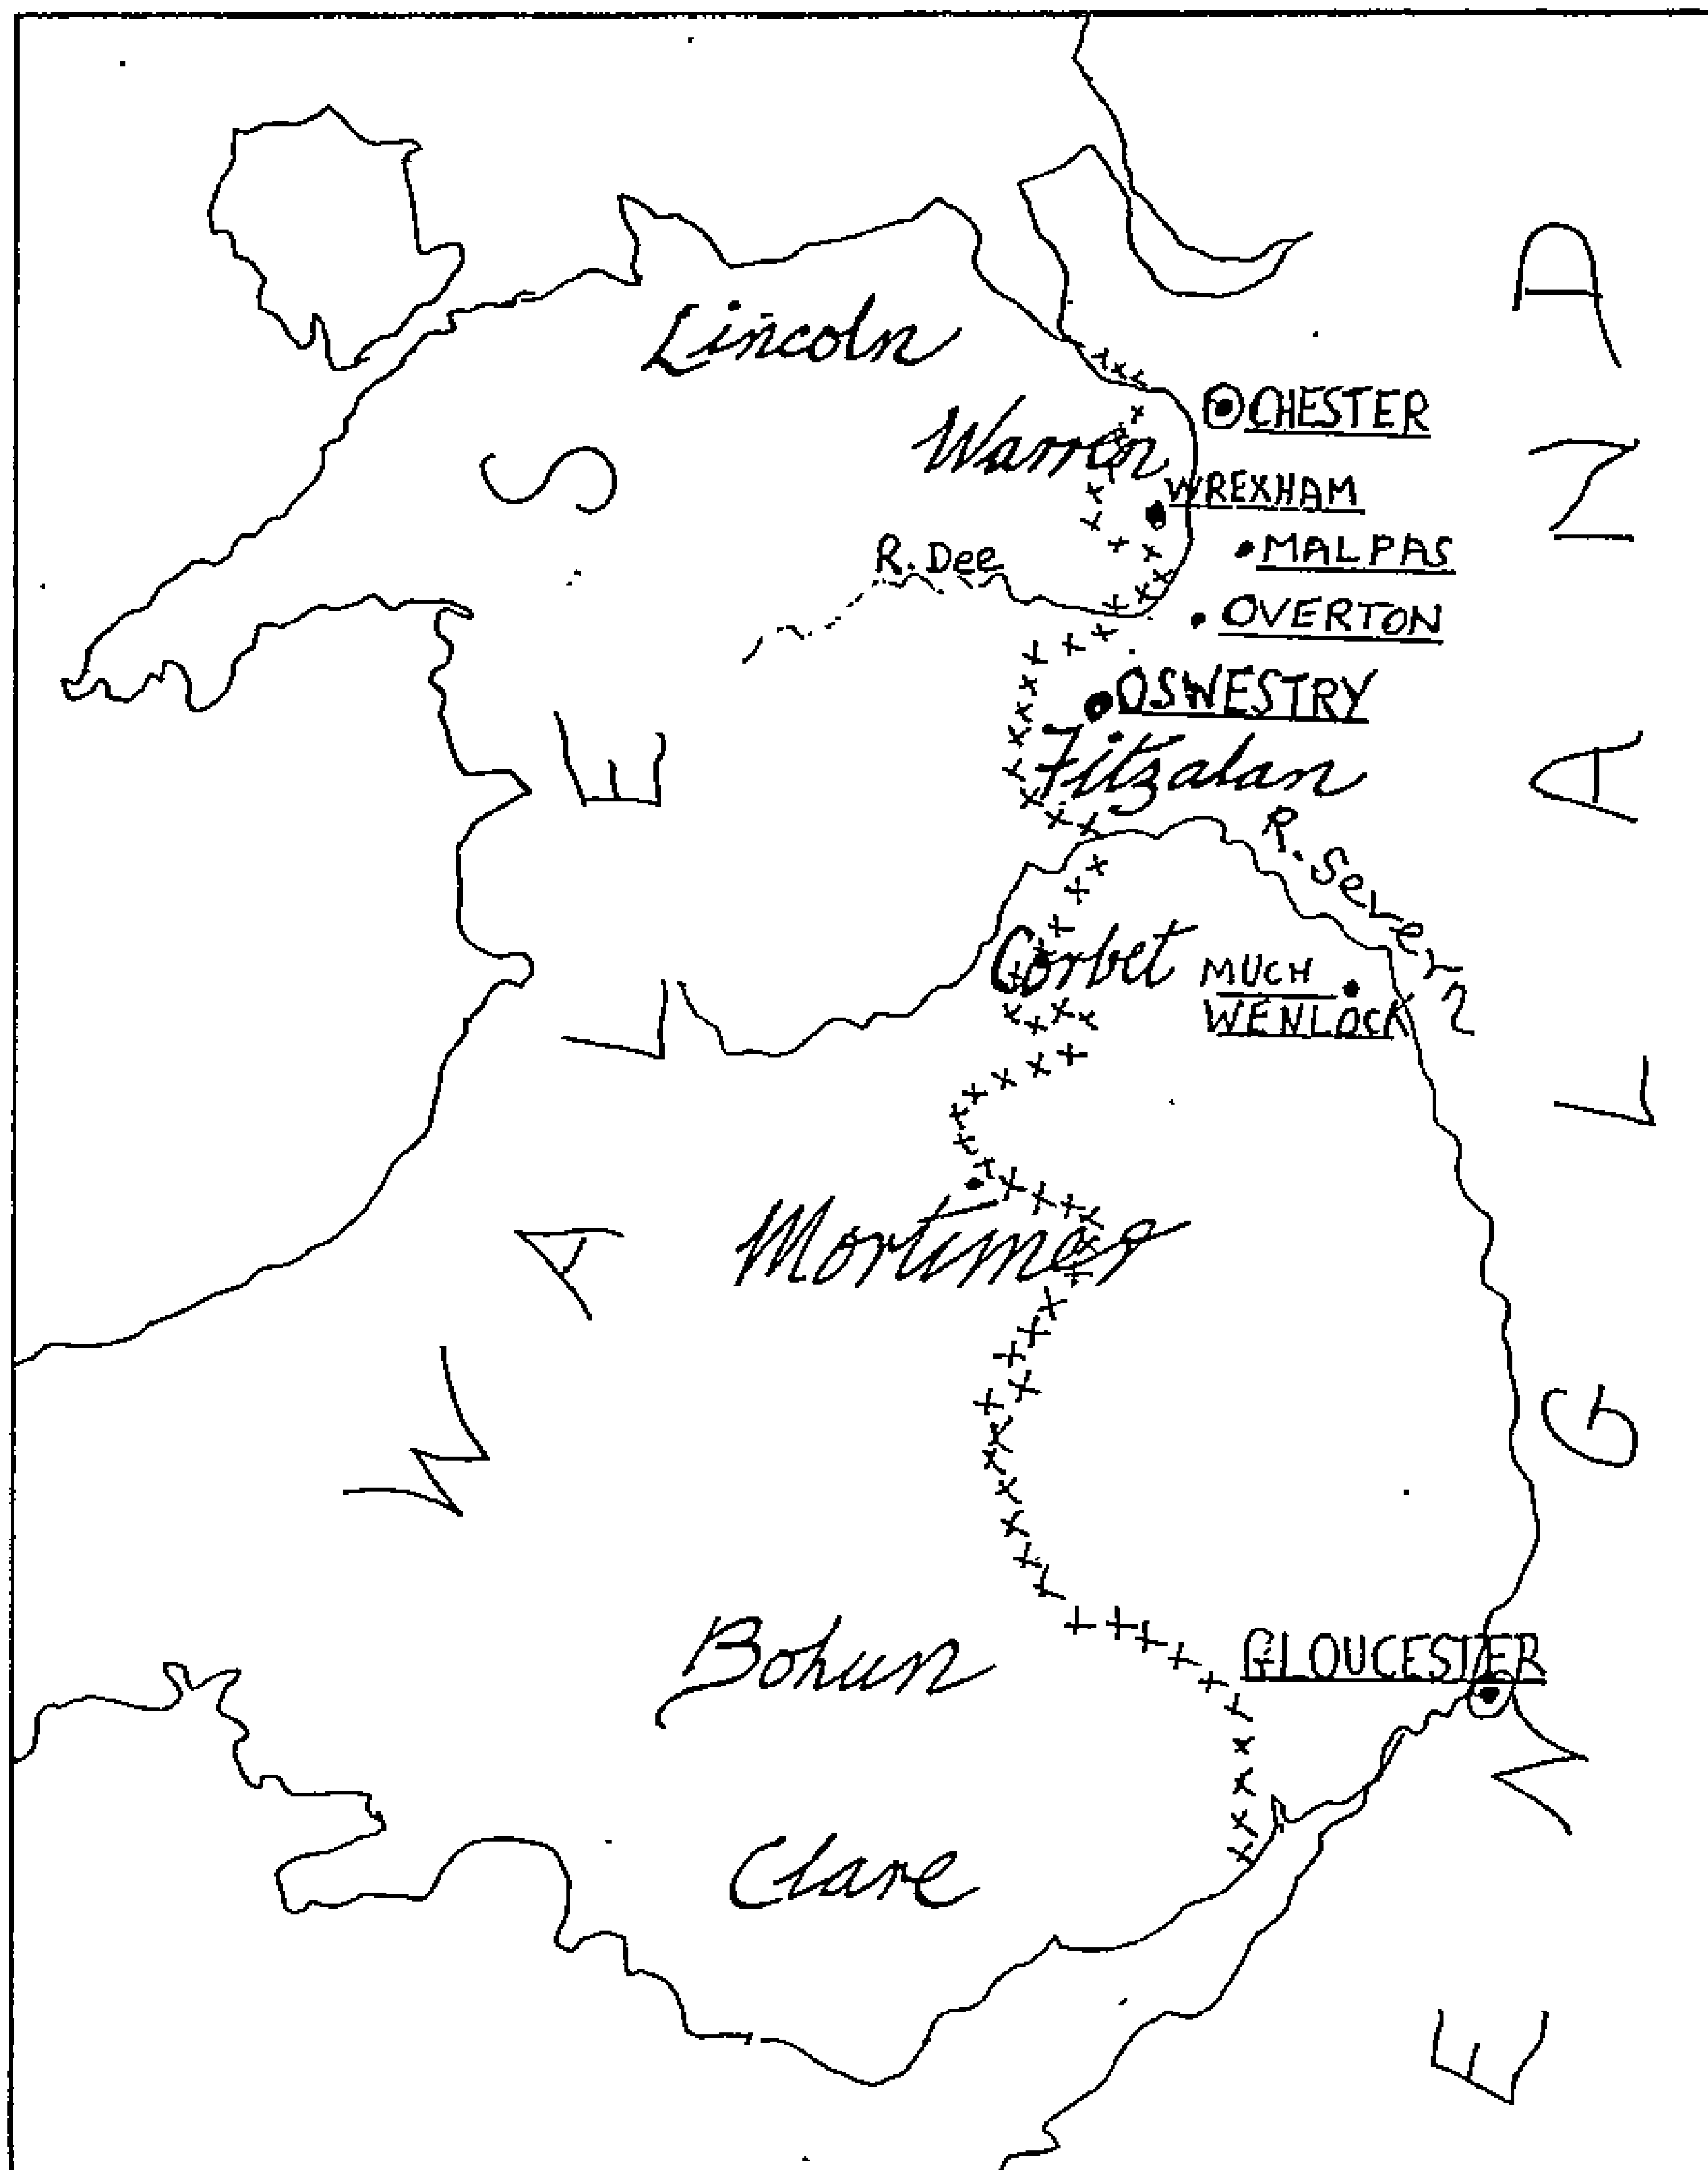 Lincoln
CHESTER
Warren
WREXHAM
R. Dee
MALPAS
OVERTON
OSWESTRY
Fitzalan
R. Severn
Corbet
MUCH
WENLOCK
Mortimer
Bohun
GLOUCESTER
Clare
WALES
ENGLAND